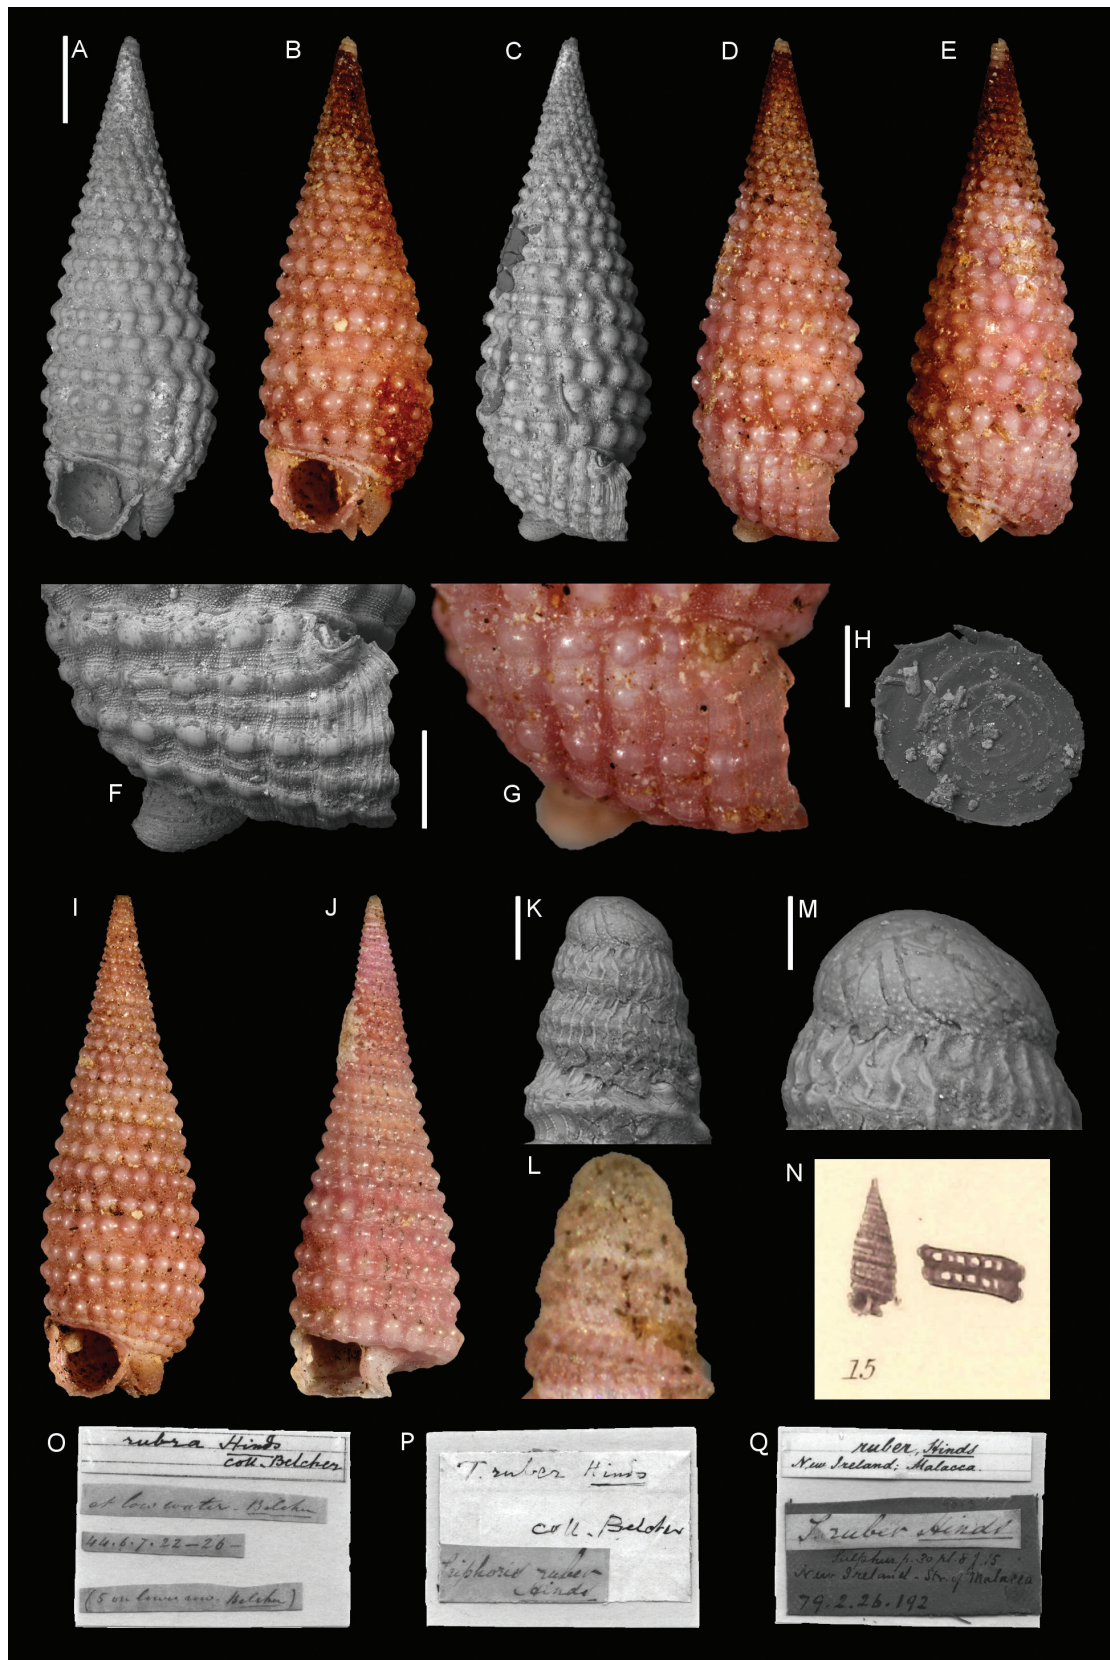 A
B
C
D
E
F
G
H
I
J
K
M
L
N
15
O
rubra Hinds
coll. Belcher
at low water - Belcher
44.6.7.22-26-
(5 on lower row. Belcher)
P
T. ruber Hinds
coll. Belcher
Triphoris ruber
Hinds
Q
ruber, Hinds
New Ireland; Malacca.
T. ruber Hinds
Sulphur p. 30 pl. 8 f. 15
New Ireland - Str. of Malacca
79.2.26.192